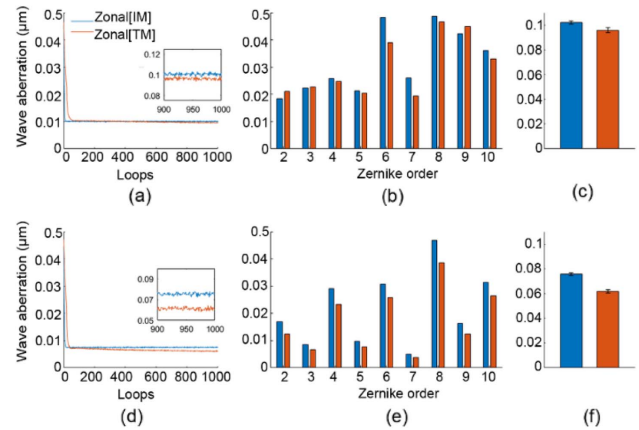 Zonal[IM]
Zonal[TM]
Wave aberration (μm)
0.5
0.04
0.03
0.02
0.01
0
0 200 400 600 800 1000
Loops
(a)
0.12
0.1
0.08
900 950 1000
0.5
0.04
0.03
0.02
0.01
0
2 3 4 5 6 7 8 9 10
Zernike order
(b)
0.1
0.08
0.06
0.04
0.02
0
(c)
Wave aberration (μm)
0.5
0.04
0.03
0.02
0.01
0
0 200 400 600 800 1000
Loops
(d)
0.09
0.07
0.05
900 950 1000
0.5
0.04
0.03
0.02
0.01
0
2 3 4 5 6 7 8 9 10
Zernike order
(e)
0.1
0.08
0.06
0.04
0.02
0
(f)